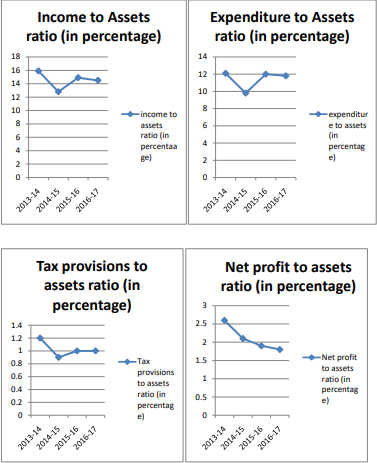 Income to Assets
ratio (in percentage)
18
16
14
12
10
8
6
4
2
0
2013-14
2014-15
2015-16
2016-17
income to
assets
ratio (in
percentaa
ge)
Expenditure to Assets
ratio (in percentage)
14
12
10
8
6
4
2
0
2013-14
2014-15
2015-16
2016-17
expenditur
e to assets
(in
percentag
e)
Tax provisions to
assets ratio (in
percentage)
1.4
1.2
1
0.8
0.6
0.4
0.2
0
2013-14
2014-15
2015-16
2016-17
Tax
provisions
to assets
ratio (in
percentag
e)
Net profit to assets
ratio (in percentage)
3
2.5
2
1.5
1
0.5
0
2013-14
2014-15
2015-16
2016-17
Net profit
to assets
ratio (in
percentag
e)